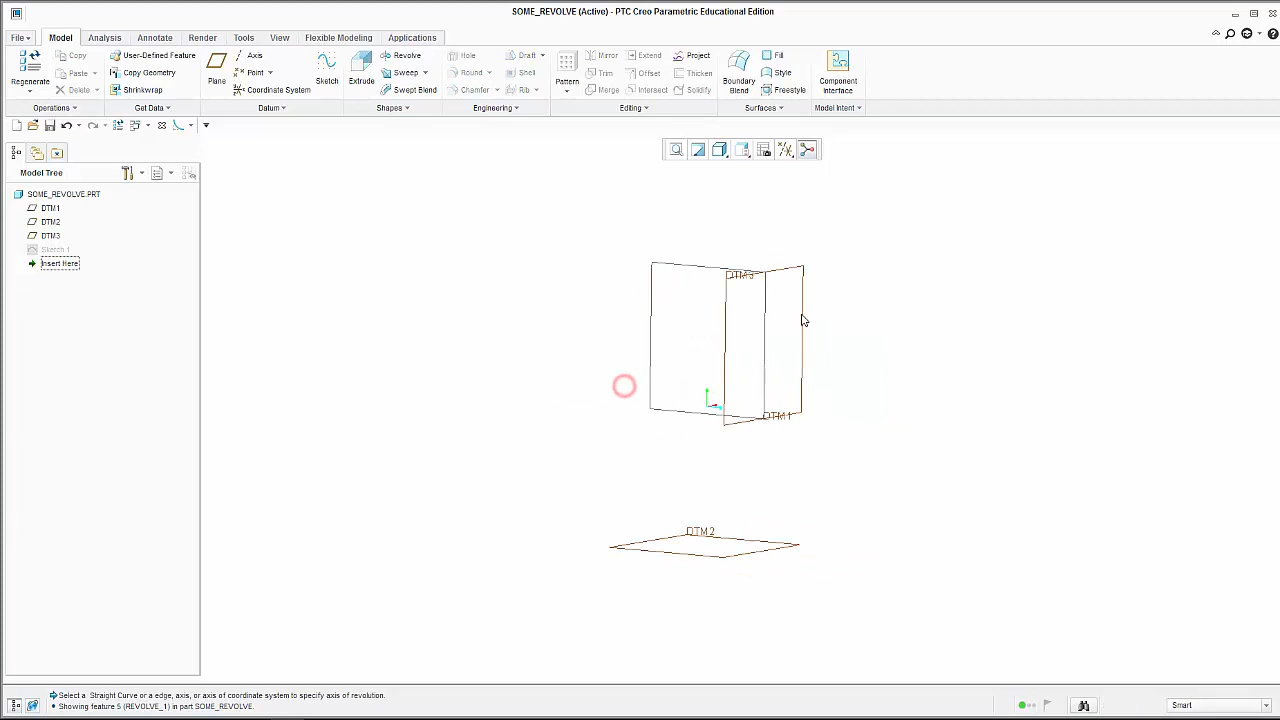 SOME_REVOLVE (Active) - PTC Creo Parametric Educational Edition
File Model Analysis Annotate Render Tools View Flexible Modeling Applications
Regenerate
Copy
Paste
Delete
Operations
User-Defined Feature
Copy Geometry
Shrinkwrap
Get Data
Plane
Axis
Point
Coordinate System
Sketch
Datum
Extrude
Revolve
Sweep
Swept Blend
Shapes
Hole
Round
Chamfer
Draft
Shell
Rib
Engineering
Pattern
Mirror
Trim
Merge
Extend
Offset
Intersect
Project
Thicken
Solidify
Editing
Boundary
Blend
Fill
Style
Freestyle
Surfaces
Component
Interface
Model Intent
Model Tree
SOME_REVOLVE.PRT
DTM1
DTM2
DTM3
Sketch 1
Insert Here
DTM3
DTM1
DTM2
Select a Straight Curve or a edge, axis, or axis of coordinate system to specify axis of revolution.
• Showing feature 5 (REVOLVE_1) in part SOME_REVOLVE.
Smart